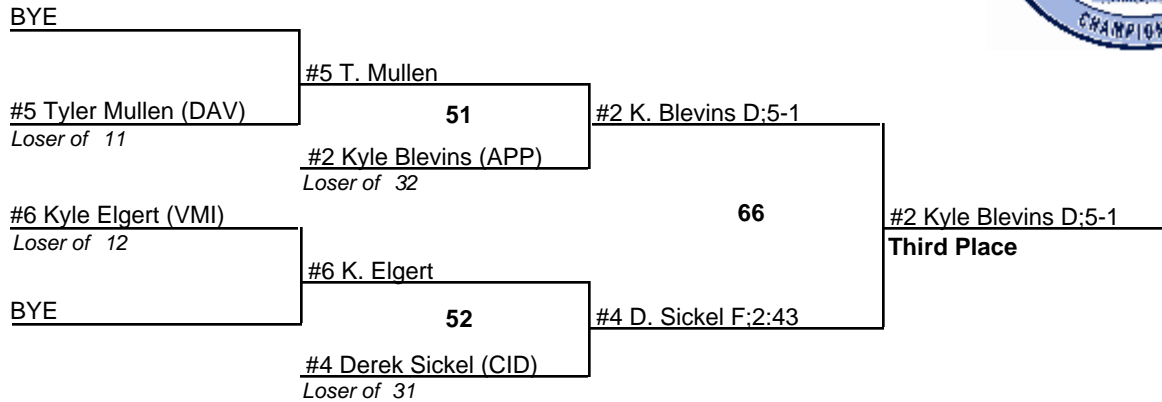 BYE
CHAMPION
#5 T. Mullen
#5 Tyler Mullen (DAV)
51
#2 K. Blevins D;5-1
Loser of 11
#2 Kyle Blevins (APP)
Loser of 32
#6 Kyle Elgert (VMI)
66
#2 Kyle Blevins D;5-1
Loser of 12
Third Place
#6 K. Elgert
BYE
52
#4 D. Sickel F;2:43
#4 Derek Sickel (CID)
Loser of 31